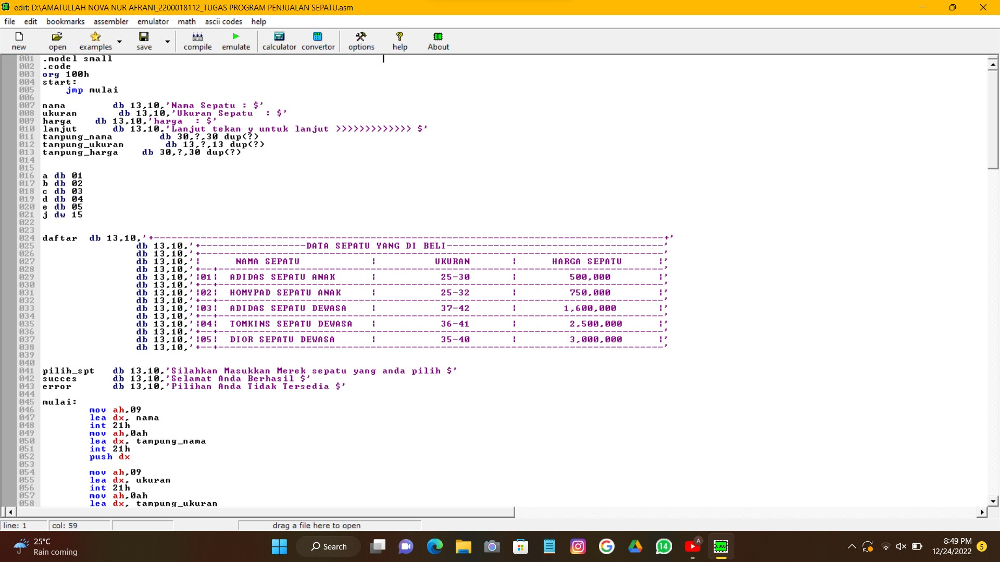 edit: D:\AMATULLAH NOVA NUR AFRANI_2200018112_TUGAS PROGRAM PENJUALAN SEPATU.asm
file edit bookmarks assembler emulator math ascii codes help
new open examples save compile emulate calculator convertor options help About
001 .model small
002 .code
003 org 100h
004 start:
005 jmp mulai
006
007 nama db 13,10,'Nama Sepatu : $'
008 ukuran db 13,10,'Ukuran Sepatu : $'
009 harga db 13,10,'harga : $'
010 lanjut db 13,10,'Lanjut tekan y untuk lanjut >>>>>>>>>>>>> $'
011 tampung_nama db 30,?,30 dup(?)
012 tampung_ukuran db 13,?,13 dup(?)
013 tampung_harga db 30,?,30 dup(?)
014
015
016 a db 01
017 b db 02
018 c db 03
019 d db 04
020 e db 05
021 j dw 15
022
023
024 daftar db 13,10,'+---------------------------------------------------------------------------------------+'
025 db 13,10,'+------------------DATA SEPATU YANG DI BELI-------------------------------------'
026 db 13,10,'+-------------------------------------------------------------------------------'
027 db 13,10,'| NAMA SEPATU | UKURAN | HARGA SEPATU |'
028 db 13,10,'+--+----------------------------------------------------------------------------'
029 db 13,10,'|01| ADIDAS SEPATU ANAK | 25-30 | 500,000 |'
030 db 13,10,'+--+----------------------------------------------------------------------------'
031 db 13,10,'|02| HOMYPAD SEPATU ANAK | 25-32 | 750,000 |'
032 db 13,10,'+--+----------------------------------------------------------------------------'
033 db 13,10,'|03| ADIDAS SEPATU DEWASA | 37-42 | 1,600,000 |'
034 db 13,10,'+--+----------------------------------------------------------------------------'
035 db 13,10,'|04| TOMKINS SEPATU DEWASA | 36-41 | 2,500,000 |'
036 db 13,10,'+--+----------------------------------------------------------------------------'
037 db 13,10,'|05| DIOR SEPATU DEWASA | 35-40 | 3,000,000 |'
038 db 13,10,'+--+----------------------------------------------------------------------------'
039
040
041 pilih_spt db 13,10,'Silahkan Masukkan Merek sepatu yang anda pilih $'
042 succes db 13,10,'Selamat Anda Berhasil $'
043 error db 13,10,'Pilihan Anda Tidak Tersedia $'
044
045 mulai:
046 mov ah,09
047 lea dx, nama
048 int 21h
049 mov ah,0ah
050 lea dx, tampung_nama
051 int 21h
052 push dx
053
054 mov ah,09
055 lea dx, ukuran
056 int 21h
057 mov ah,0ah
058 lea dx, tampung_ukuran
line: 1 col: 59 drag a file here to open
25°C
Rain coming
Search
14
A
8:49 PM
12/24/2022
5